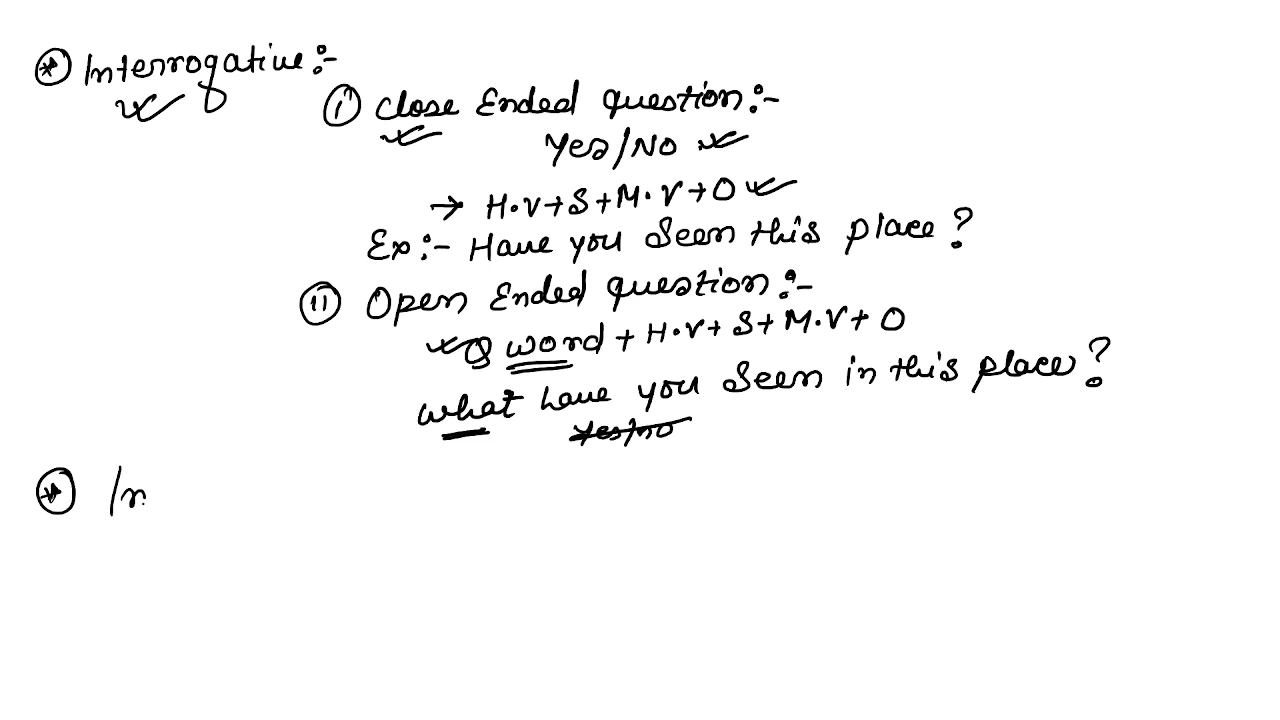 * Interrogative :-
(i) Close Ended question :-
Yes/No
→ H.V+S+M.V+O
Ex :- Have you seen this place?
(ii) Open Ended question :-
Q word + H.V+S+M.V+O
What have you seen in this place?
Yes/no
* In